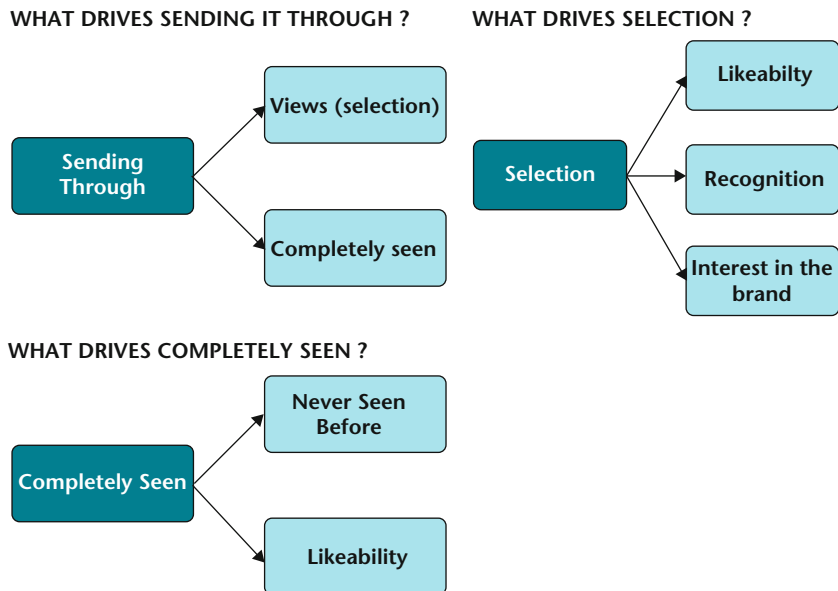 WHAT DRIVES SENDING IT THROUGH ?
Views (selection)
Sending
Through
Completely seen
WHAT DRIVES SELECTION ?
Likeabilty
Selection
Recognition
Interest in the
brand
WHAT DRIVES COMPLETELY SEEN ?
Never Seen
Before
Completely Seen
Likeability